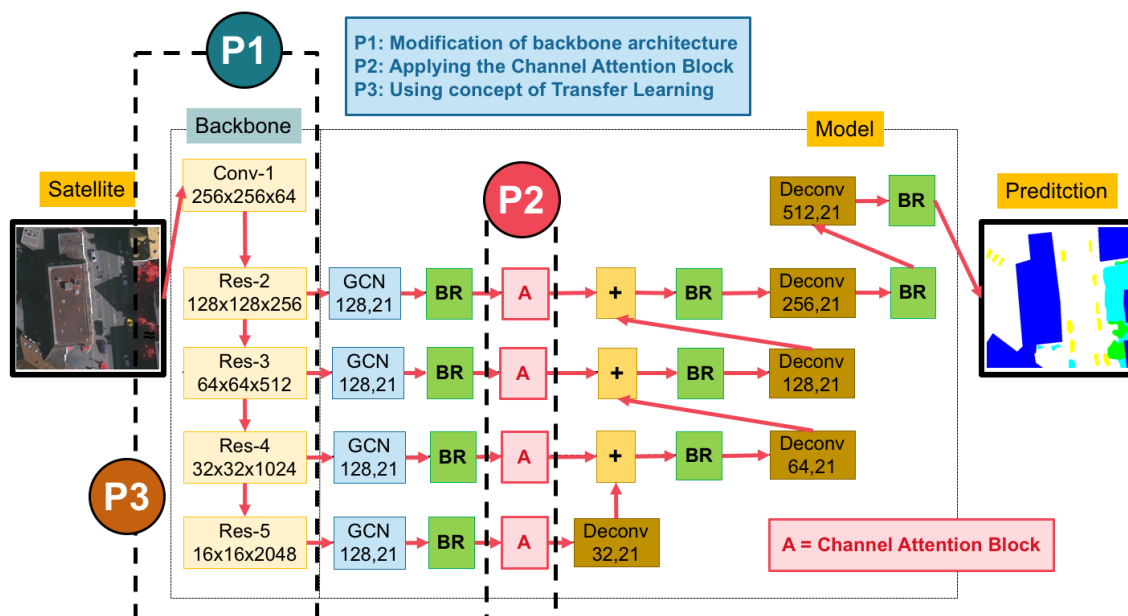 P1
P1: Modification of backbone architecture
P2: Applying the Channel Attention Block
P3: Using concept of Transfer Learning
Backbone
Model
Satellite
Conv-1
256x256x64
P2
Deconv
512,21
BR
Preditction
Res-2
128x128x256
GCN
128,21
BR
A
+
BR
Deconv
256,21
BR
Res-3
64x64x512
GCN
128,21
BR
A
+
BR
Deconv
128,21
Res-4
32x32x1024
GCN
128,21
BR
A
+
BR
Deconv
64,21
P3
Res-5
16x16x2048
GCN
128,21
BR
A
Deconv
32,21
A = Channel Attention Block